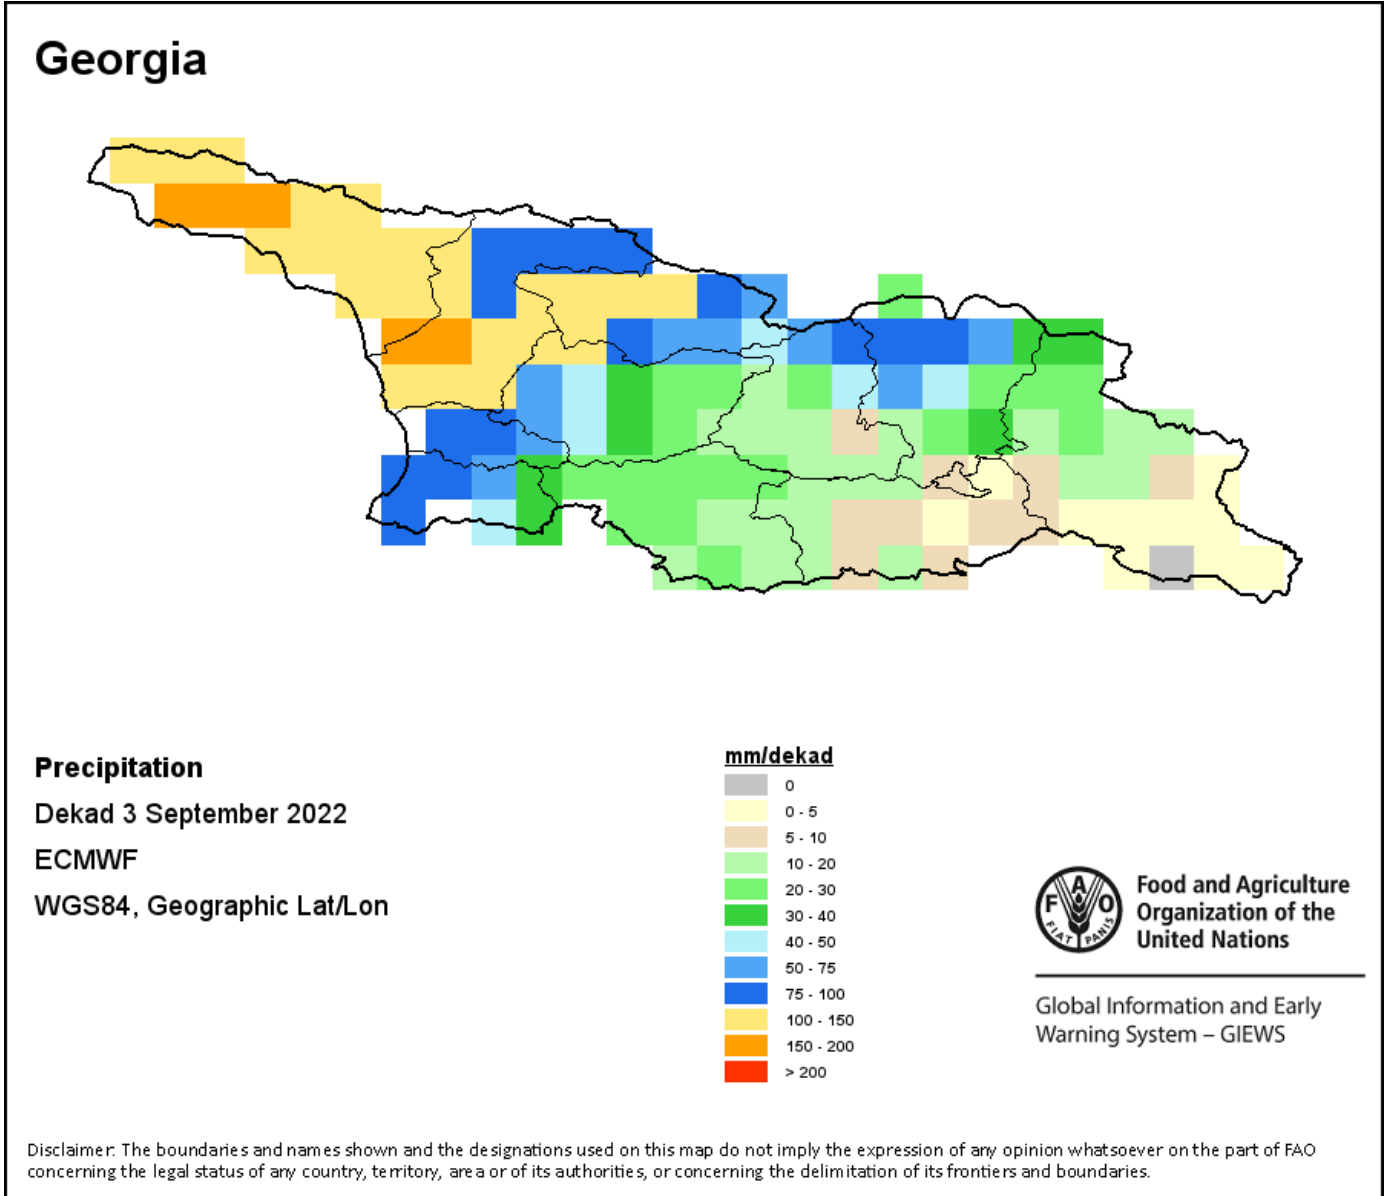 Georgia
Precipitation
Dekad 3 September 2022
ECMWF
WGS84, Geographic Lat/Lon
mm/dekad
0
0 - 5
5 - 10
10 - 20
20 - 30
30 - 40
40 - 50
50 - 75
75 - 100
100 - 150
150 - 200
> 200
F A O
FIAT PANIS
Food and Agriculture
Organization of the
United Nations
Global Information and Early
Warning System – GIEWS
Disclaimer: The boundaries and names shown and the designations used on this map do not imply the expression of any opinion whatsoever on the part of FAO
concerning the legal status of any country, territory, area or of its authorities, or concerning the delimitation of its frontiers and boundaries.